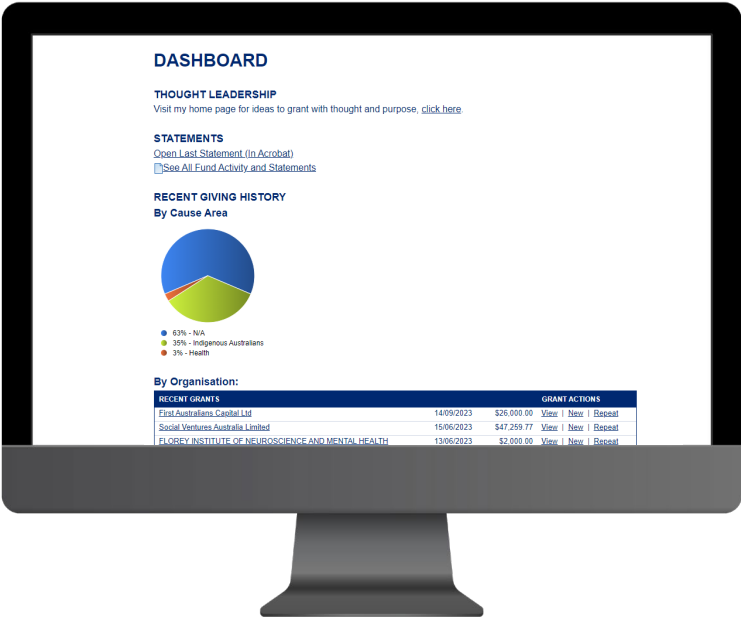 DASHBOARD
THOUGHT LEADERSHIP
Visit my home page for ideas to grant with thought and purpose, click here
STATEMENTS
Open Last Statement (In Acrobat)
See All Fund Activity and Statements
RECENT GIVING HISTORY
By Cause Area
63% - N/A
35% - Indigenous Australians
3% - Health
By Organisation:
RECENT GRANTS GRANT ACTIONS
First Australians Capital Ltd 14/09/2023 $26,000.00 View | New | Repeat
Social Ventures Australia Limited 15/06/2023 $47,259.77 View | New | Repeat
FLOREY INSTITUTE OF NEUROSCIENCE AND MENTAL HEALTH 13/06/2023 $2,000.00 View | New | Repeat